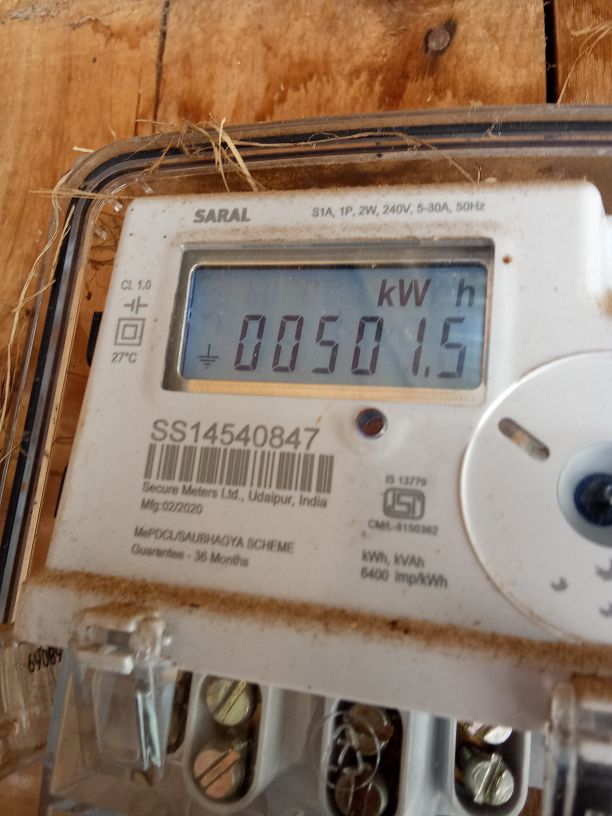 SARAL
S1A, 1P, 2W, 240V, 5-30A, 50Hz
kW h
00501.5
Cl. 1.0
27°C
SS14540847
Secure Meters Ltd., Udaipur, India
Mfg:02/2020
MePDCL/SAUBHAGYA SCHEME
Guarantee - 36 Months
IS 13779
ISI
CM/L-6150362
kWh, kVAh
6400 imp/kWh